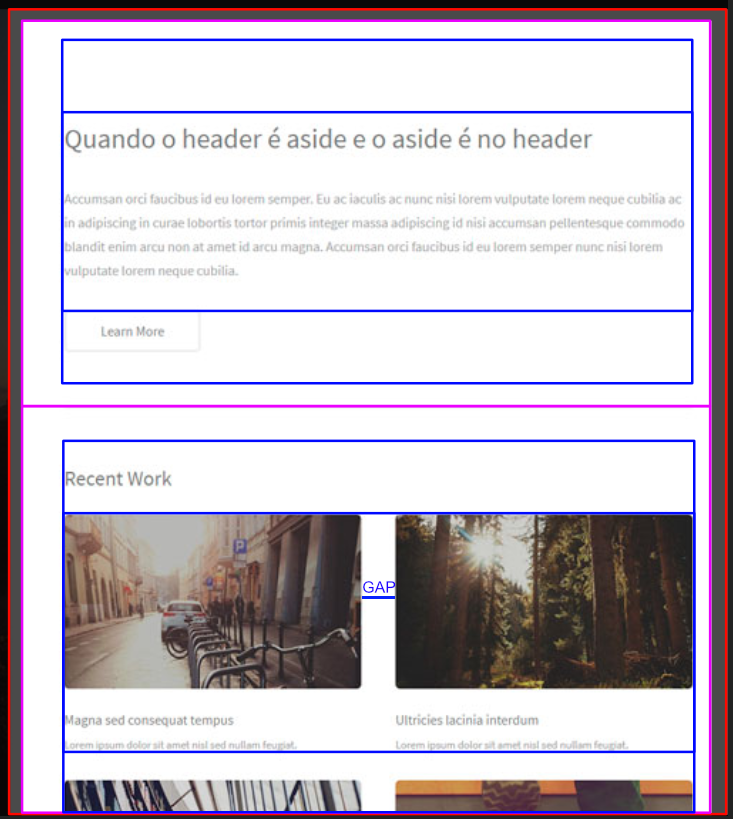 Quando o header é aside e o aside é no header
Accumsan orci faucibus id eu lorem semper. Eu ac iaculis ac nunc nisi lorem vulputate lorem neque cubilia ac
in adipiscing in curae lobortis tortor primis integer massa adipiscing id nisi accumsan pellentesque commodo
blandit enim arcu non at amet id arcu magna. Accumsan orci faucibus id eu lorem semper nunc nisi lorem
vulputate lorem neque cubilia.
Learn More
Recent Work
P
GAP
Magna sed consequat tempus
Ultricies lacinia interdum
Lorem ipsum dolor sit amet nisl sed nullam feugiat.
Lorem ipsum dolor sit amet nisl sed nullam feugiat.